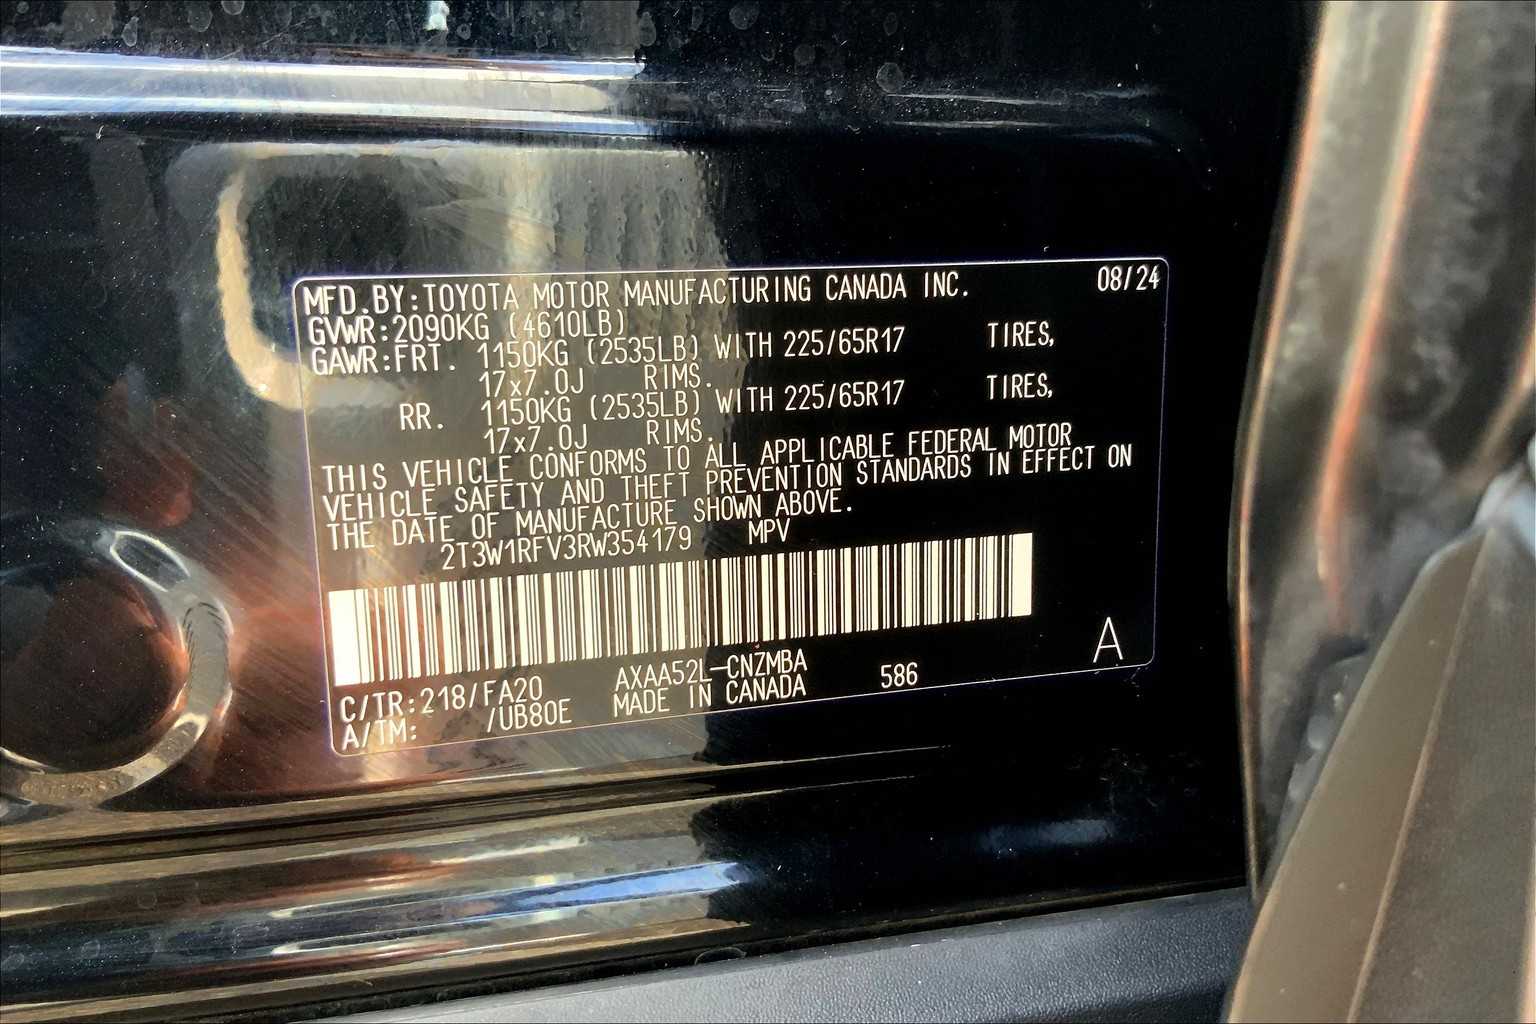 MFD.BY:TOYOTA MOTOR MANUFACTURING CANADA INC. 08/24
GVWR:2090KG (4610LB)
GAWR:FRT. 1150KG (2535LB) WITH 225/65R17 TIRES,
17x7.0J RIMS.
RR. 1150KG (2535LB) WITH 225/65R17 TIRES,
17x7.0J RIMS.
THIS VEHICLE CONFORMS TO ALL APPLICABLE FEDERAL MOTOR
VEHICLE SAFETY AND THEFT PREVENTION STANDARDS IN EFFECT ON
THE DATE OF MANUFACTURE SHOWN ABOVE.
2T3W1RFV3RW354179 MPV
C/TR:218/FA20 AXAA52L-CNZMBA 586 A
A/TM: /UB80E MADE IN CANADA